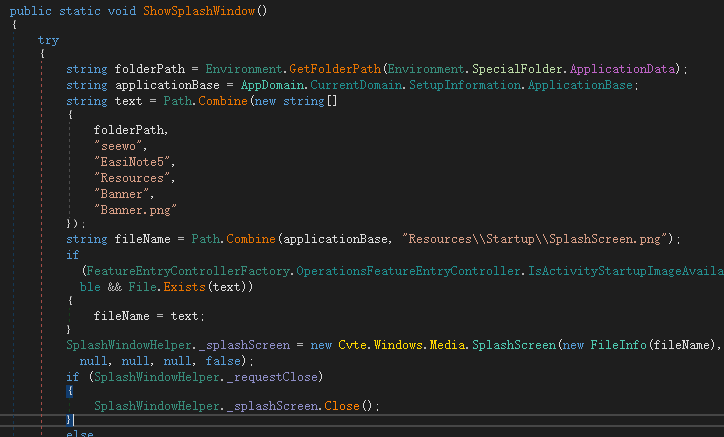 public static void ShowSplashWindow()
{
try
{
string folderPath = Environment.GetFolderPath(Environment.SpecialFolder.ApplicationData);
string applicationBase = AppDomain.CurrentDomain.SetupInformation.ApplicationBase;
string text = Path.Combine(new string[]
{
folderPath,
"seewo",
"EasiNote5",
"Resources",
"Banner",
"Banner.png"
});
string fileName = Path.Combine(applicationBase, "Resources\\Startup\\SplashScreen.png");
if
(FeatureEntryControllerFactory.OperationsFeatureEntryController.IsActivityStartupImageAvaila
ble && File.Exists(text))
{
fileName = text;
}
SplashWindowHelper._splashScreen = new Cvte.Windows.Media.SplashScreen(new FileInfo(fileName),
null, null, null, false);
if (SplashWindowHelper._requestClose)
{
SplashWindowHelper._splashScreen.Close();
}
else